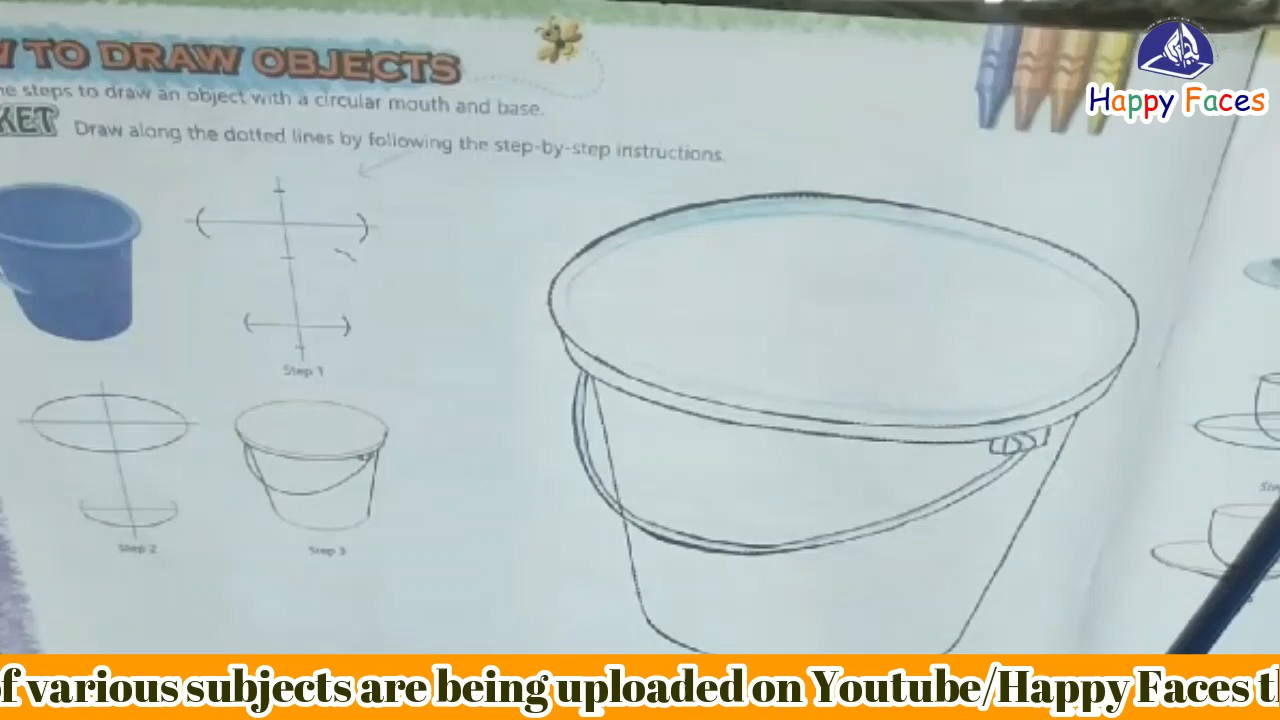 TO DRAW OBJECTS
steps to draw an object with a circular mouth and base.
Draw along the dotted lines by following the step-by-step instructions.
Step 1
Step 2
Step 3
Happy Faces
of various subjects are being uploaded on Youtube/Happy Faces